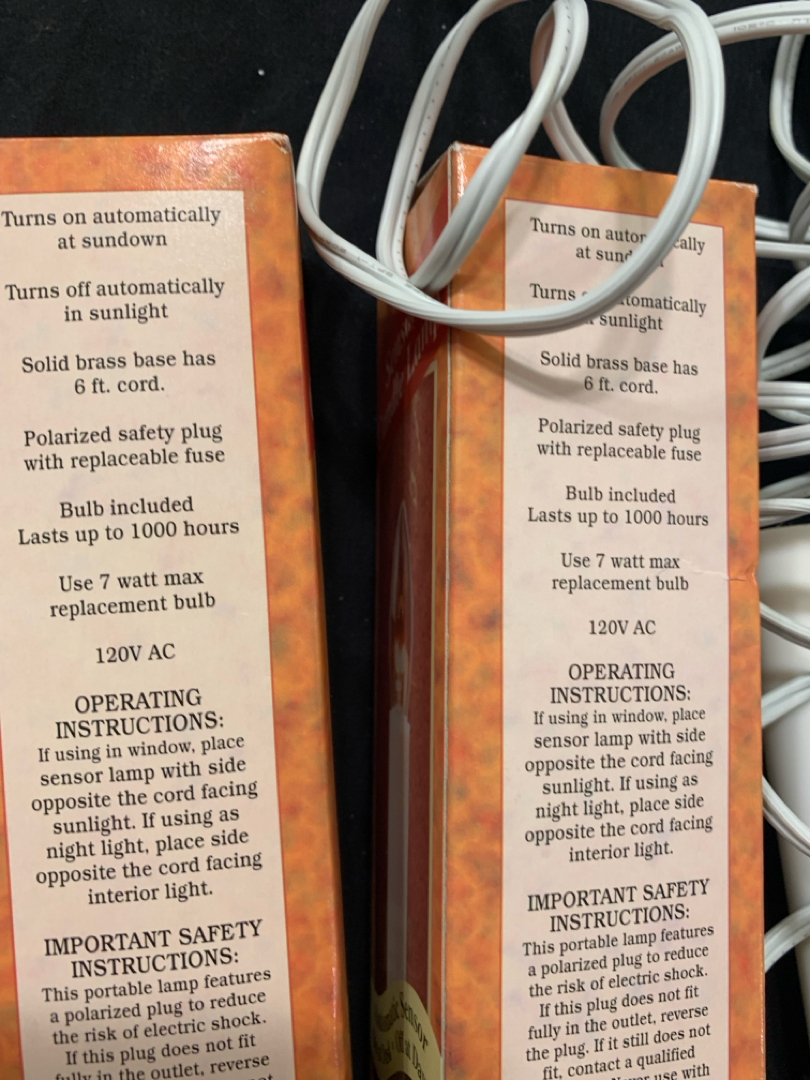 Turns on automatically
at sundown
Turns off automatically
in sunlight
Solid brass base has
6 ft. cord.
Polarized safety plug
with replaceable fuse
Bulb included
Lasts up to 1000 hours
Use 7 watt max
replacement bulb
120V AC
OPERATING
INSTRUCTIONS:
If using in window, place
sensor lamp with side
opposite the cord facing
sunlight. If using as
night light, place side
opposite the cord facing
interior light.
IMPORTANT SAFETY
INSTRUCTIONS:
This portable lamp features
a polarized plug to reduce
the risk of electric shock.
If this plug does not fit
fully in the outlet, reverse
Sensor
Turns on
at
Turns
sunlight
Solid brass base has
6 ft. cord.
Polarized safety plug
with replaceable fuse
Bulb included
Lasts up to 1000 hours
Use 7 watt max
replacement bulb
120V AC
OPERATING
INSTRUCTIONS:
If using in window, place
sensor lamp with side
opposite the cord facing
sunlight. If using as
night light, place side
opposite the cord facing
interior light.
IMPORTANT SAFETY
INSTRUCTIONS:
This portable lamp features
a polarized plug to reduce
the risk of electric shock.
If this plug does not fit
fully in the outlet, reverse
the plug. If it still does not
fit, contact a qualified
use with